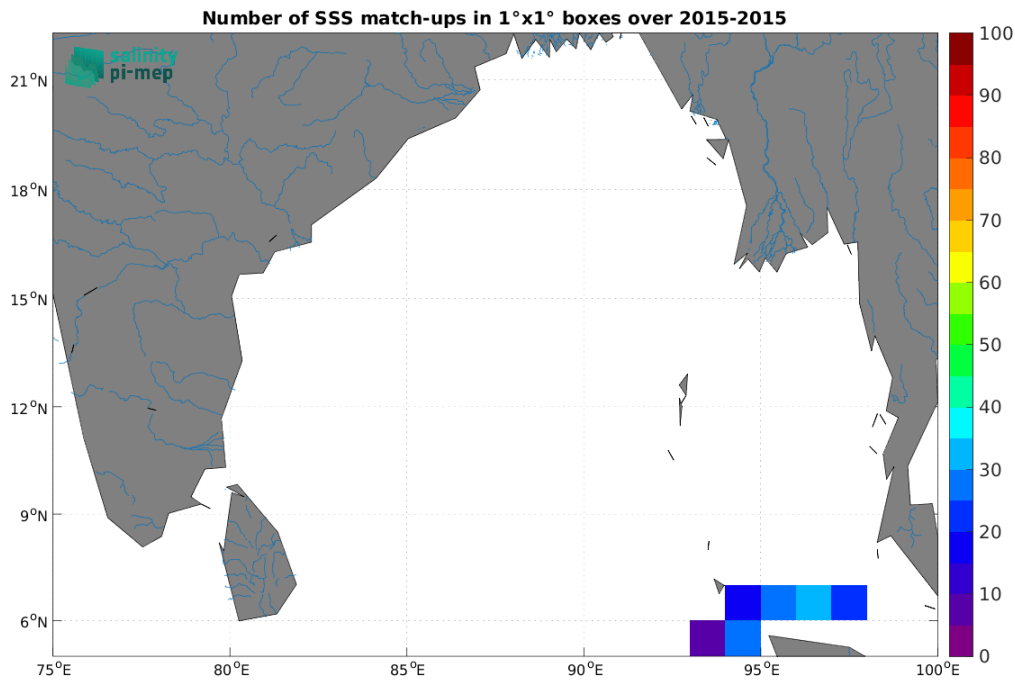 Number of SSS match-ups in 1°x1° boxes over 2015-2015
salinity
pi-mep
21°N
18°N
15°N
12°N
9°N
6°N
75°E 80°E 85°E 90°E 95°E 100°E
100
90
80
70
60
50
40
30
20
10
0